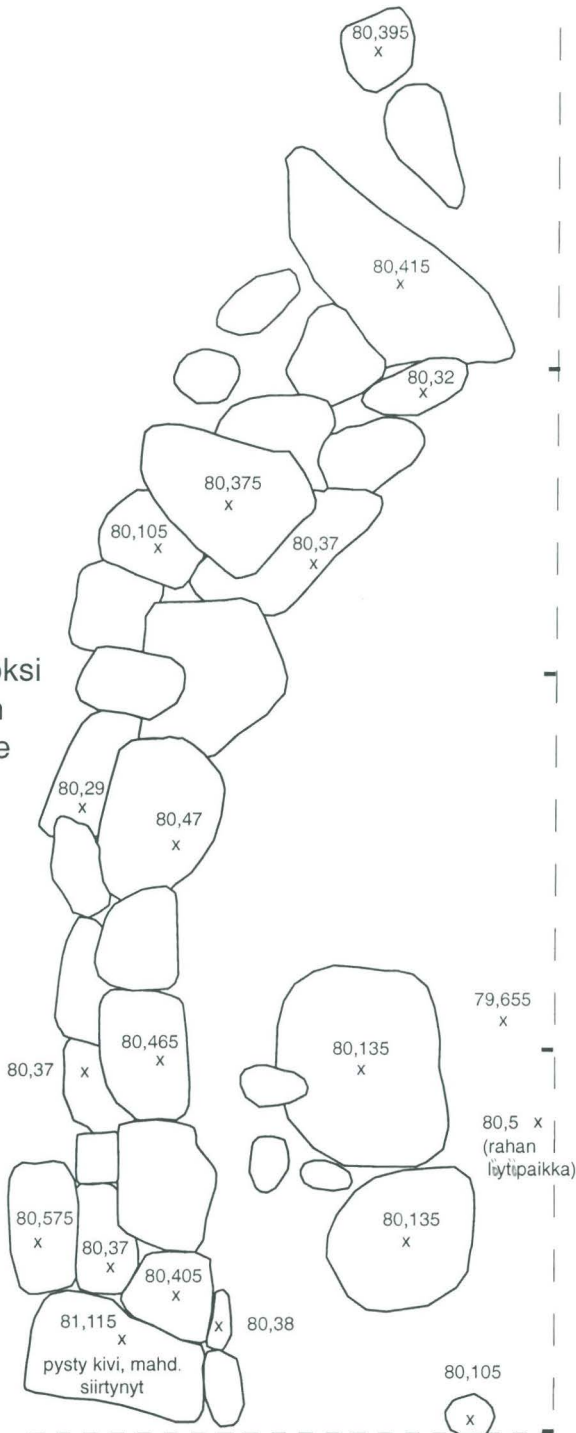 80,395
x
80,415
x
80,32
x
80,375
x
80,105
x
80,37
x
80,29
x
80,47
x
79,655
x
80,465
x
80,135
x
80,37
x
80,5 x
(rahan
80,135
x
80,575
x
80,37
x
80,405
x
81,115
x
x
80,38
pysty kivi, mahd.
siirtynyt
80,105
x